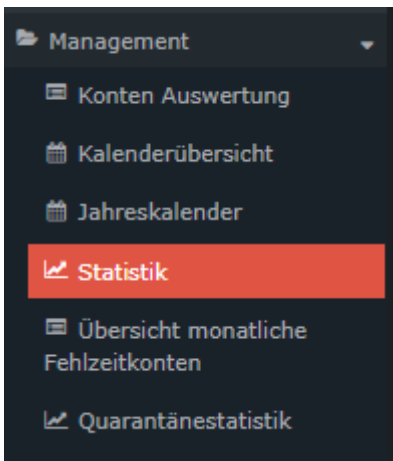 Management
Konten Auswertung
Kalenderübersicht
Jahreskalender
Statistik
Übersicht monatliche
Fehlzeitkonten
Quarantänestatistik